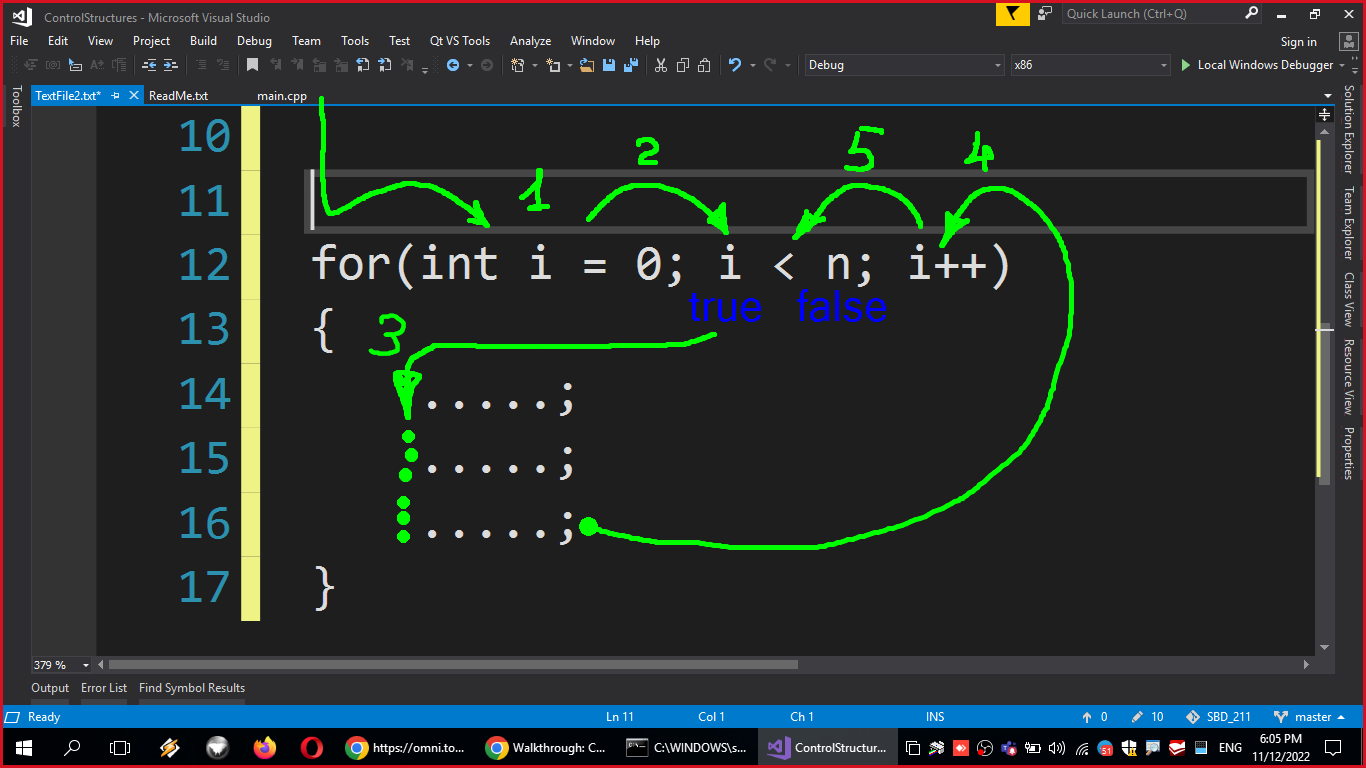 ControlStructures - Microsoft Visual Studio
Quick Launch (Ctrl+Q)
File Edit View Project Build Debug Team Tools Test Qt VS Tools Analyze Window Help
Sign in
Debug x86 Local Windows Debugger
TextFile2.txt* ReadMe.txt main.cpp
Toolbox
Solution Explorer
Team Explorer
Class View
Resource View
Properties
10
1 2 5 4
11
12 for(int i = 0; i < n; i++)
true false
13 { 3
14 .....;
15 .....;
16 .....;
17 }
379 %
Output Error List Find Symbol Results
Ready Ln 11 Col 1 Ch 1 INS 0 10 SBD_211 master
https://omni.to... Walkthrough: C... C:\WINDOWS\s... ControlStructur... 51 ENG 6:05 PM
11/12/2022